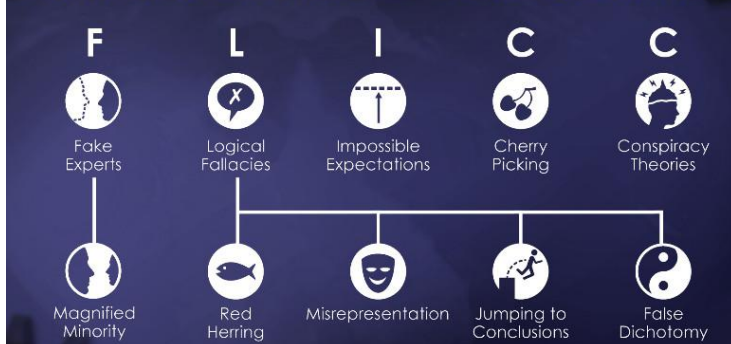 F L I C C
Fake Logical Impossible Cherry Conspiracy
Experts Fallacies Expectations Picking Theories
X
Magnified Red Misrepresentation Jumping to False
Minority Herring Conclusions Dichotomy